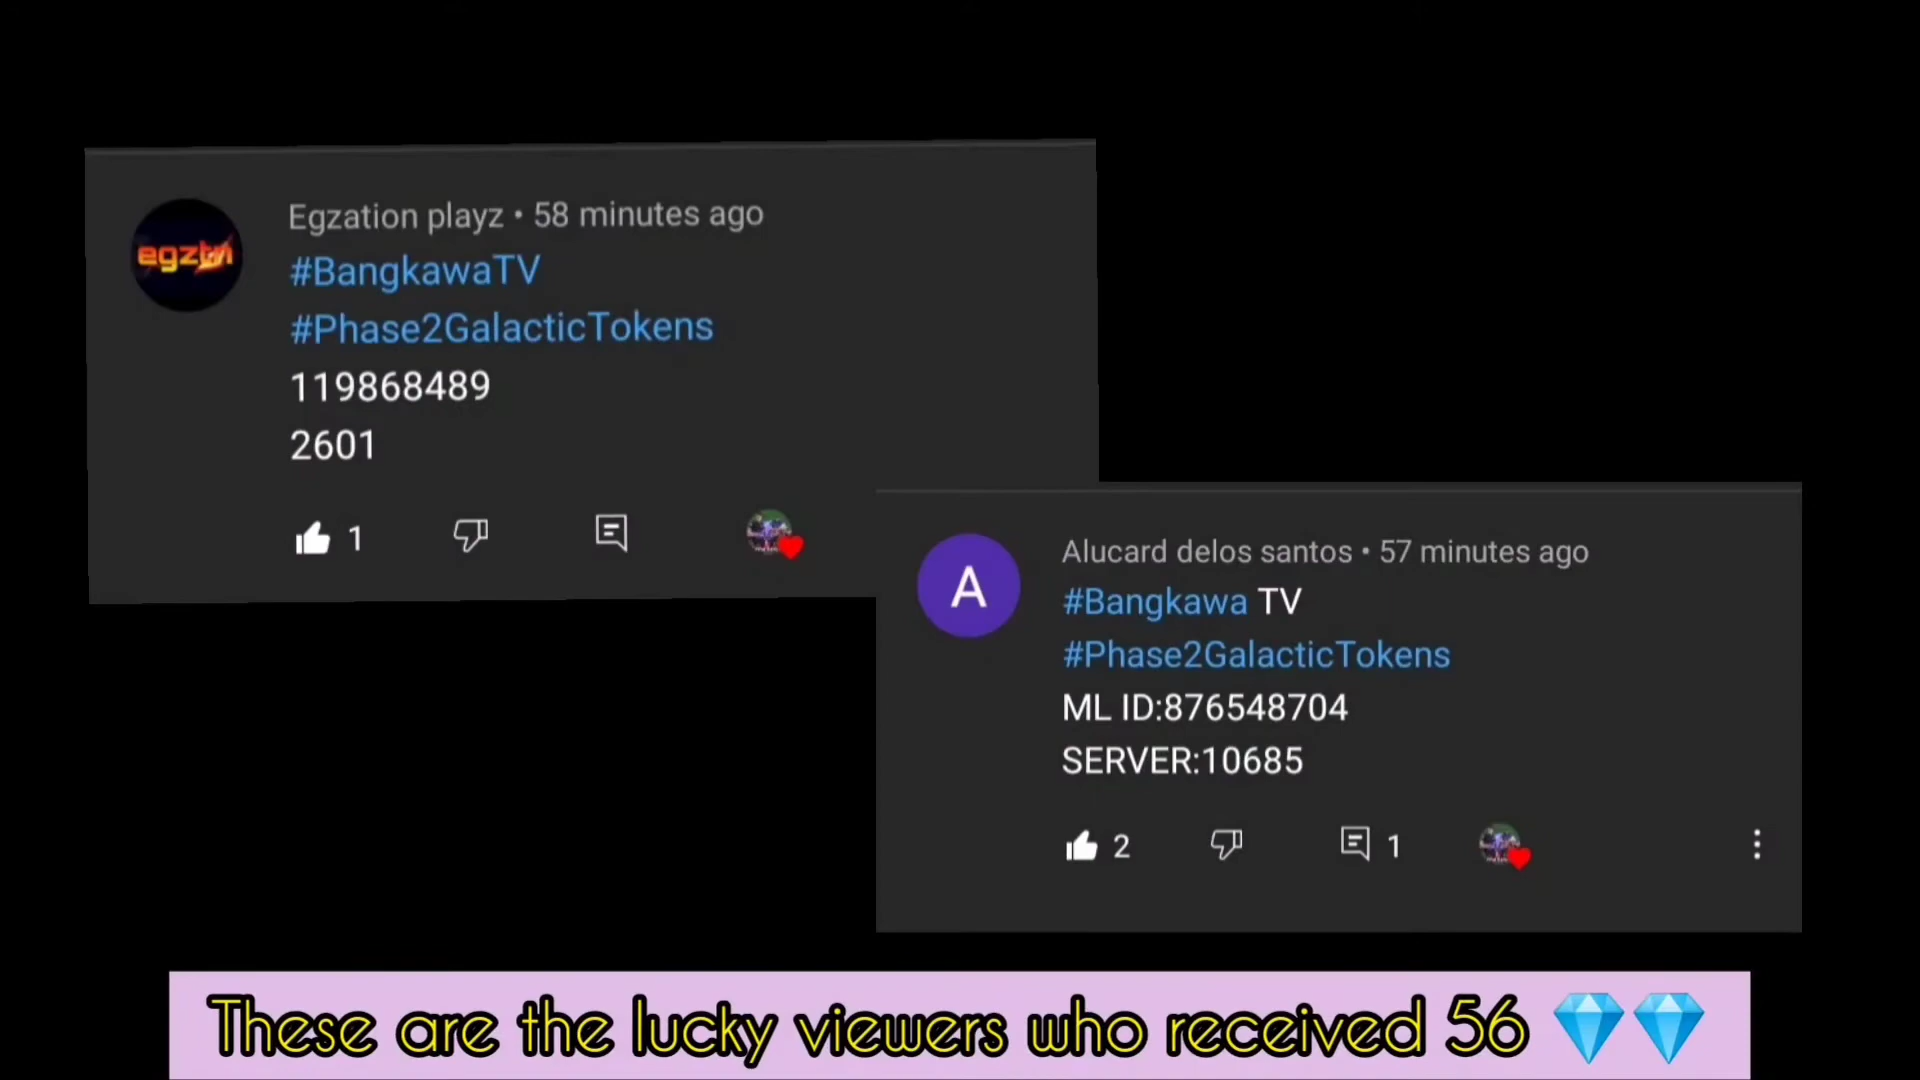 egztn
Egzation playz • 58 minutes ago
#BangkawaTV
#Phase2GalacticTokens
119868489
2601
1
A
Alucard delos santos • 57 minutes ago
#Bangkawa TV
#Phase2GalacticTokens
ML ID:876548704
SERVER:10685
2
1
These are the lucky viewers who received 56 💎💎